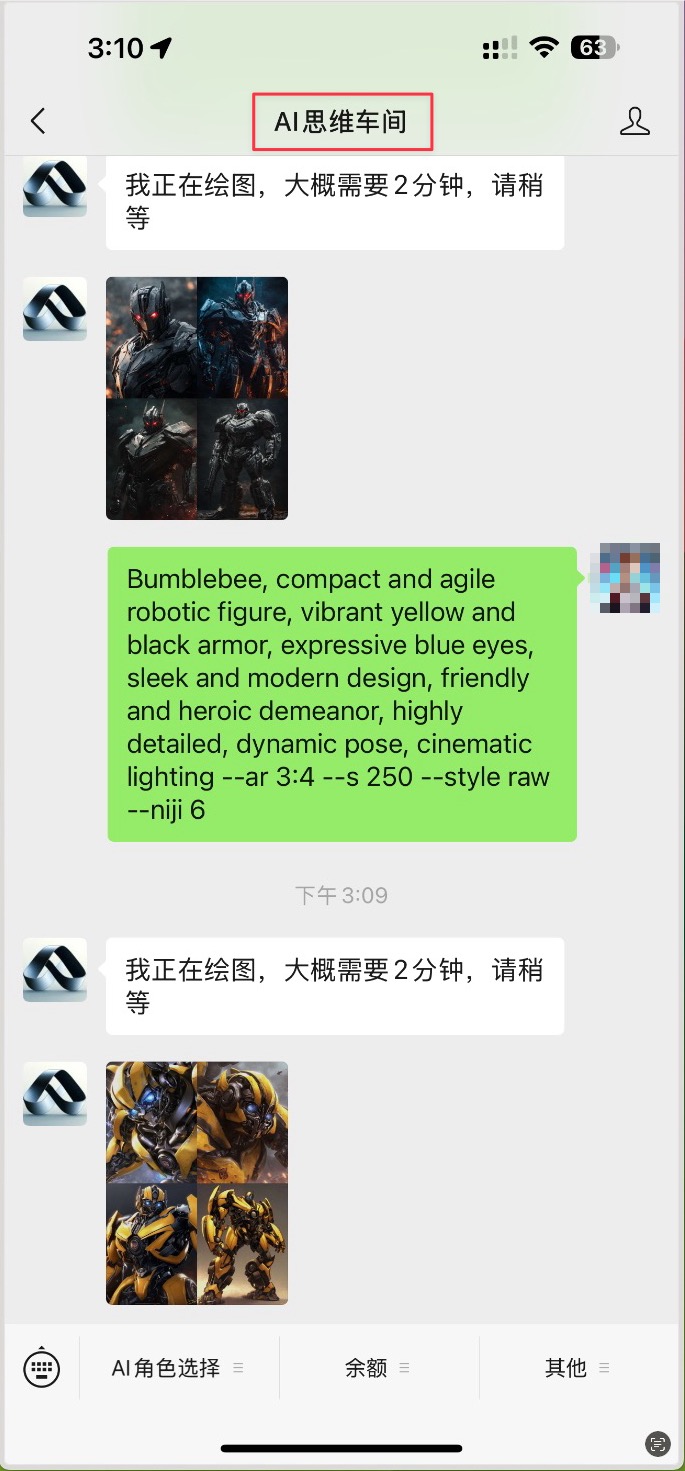 3:10
63
AI思维车间
我正在绘图，大概需要2分钟，请稍
等
Bumblebee, compact and agile
robotic figure, vibrant yellow and
black armor, expressive blue eyes,
sleek and modern design, friendly
and heroic demeanor, highly
detailed, dynamic pose, cinematic
lighting --ar 3:4 --s 250 --style raw
--niji 6
下午 3:09
我正在绘图，大概需要2分钟，请稍
等
AI角色选择
余额
其他